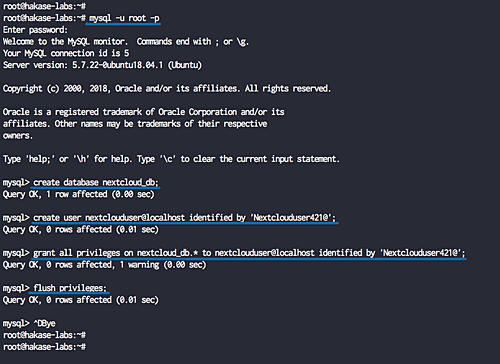 root@hakase-labs:~#
root@hakase-labs:~# mysql -u root -p
Enter password:
Welcome to the MySQL monitor.  Commands end with ; or \g.
Your MySQL connection id is 5
Server version: 5.7.22-0ubuntu18.04.1 (Ubuntu)

Copyright (c) 2000, 2018, Oracle and/or its affiliates. All rights reserved.

Oracle is a registered trademark of Oracle Corporation and/or its
affiliates. Other names may be trademarks of their respective
owners.

Type 'help;' or '\h' for help. Type '\c' to clear the current input statement.

mysql> create database nextcloud_db;
Query OK, 1 row affected (0.00 sec)

mysql> create user nextclouduser@localhost identified by 'Nextclouduser421@';
Query OK, 0 rows affected (0.01 sec)

mysql> grant all privileges on nextcloud_db.* to nextclouduser@localhost identified by 'Nextclouduser421@';
Query OK, 0 rows affected, 1 warning (0.00 sec)

mysql> flush privileges;
Query OK, 0 rows affected (0.01 sec)

mysql> ^DBye
root@hakase-labs:~#
root@hakase-labs:~#